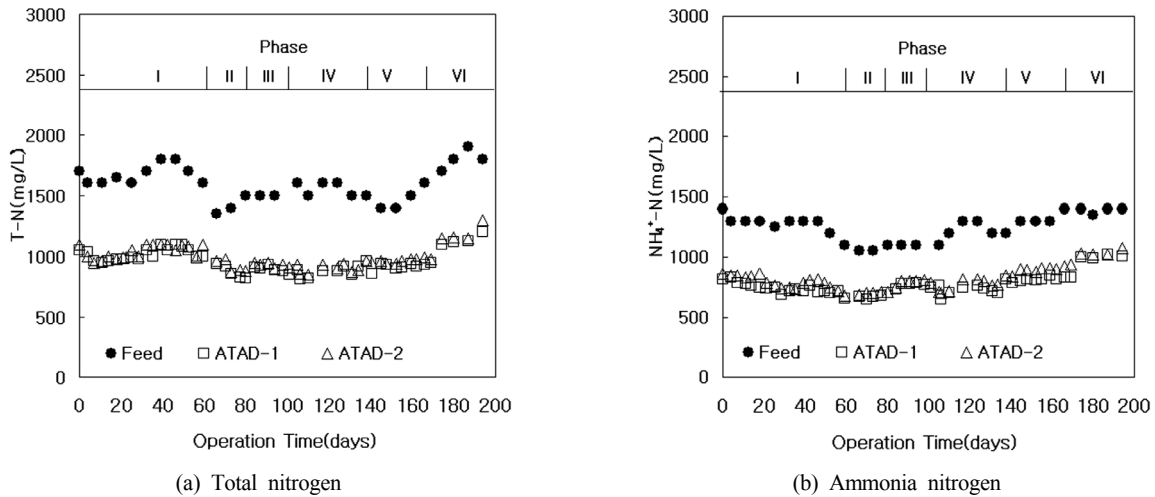 3000
Phase
2500
I II III IV V VI
2000
1500
1000
500
Feed ATAD-1 ATAD-2
0
0 20 40 60 80 100 120 140 160 180 200
T-N(mg/L)
Operation Time(days)
(a) Total nitrogen
3000
Phase
2500
I II III IV V VI
2000
1500
1000
500
Feed ATAD-1 ATAD-2
0
0 20 40 60 80 100 120 140 160 180 200
NH₄⁺-N(mg/L)
Operation Time(days)
(b) Ammonia nitrogen